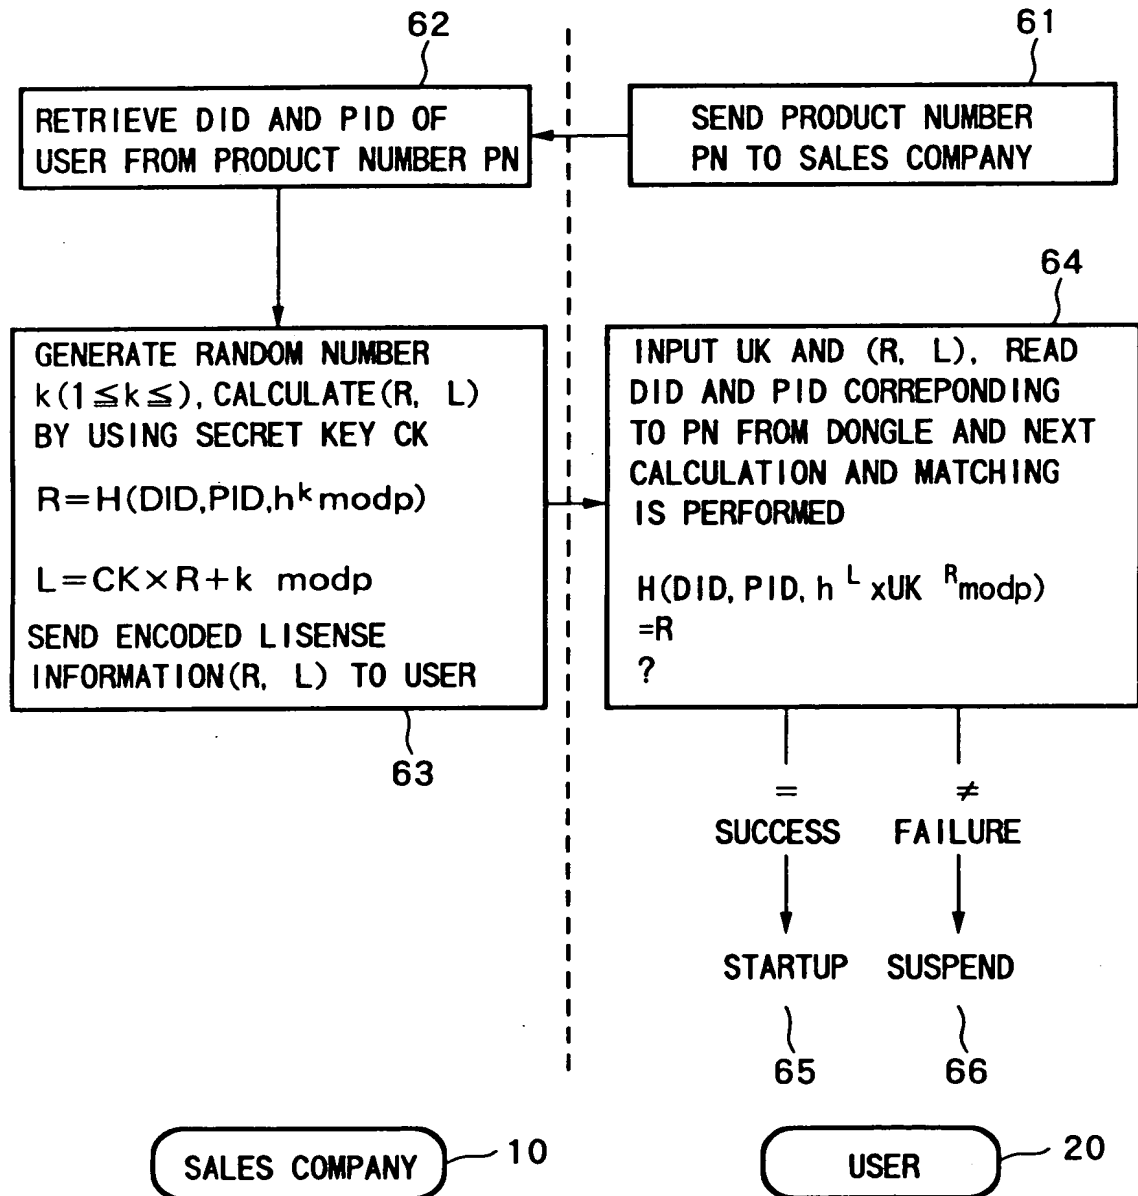 62
61
RETRIEVE DID AND PID OF
USER FROM PRODUCT NUMBER PN
SEND PRODUCT NUMBER
PN TO SALES COMPANY
64
GENERATE RANDOM NUMBER
k(1≦k≦), CALCULATE(R, L)
BY USING SECRET KEY CK
R=H(DID,PID,h^k modp)
L=CK×R+k modp
SEND ENCODED LISENSE
INFORMATION(R, L) TO USER
63
INPUT UK AND (R, L), READ
DID AND PID CORREPONDING
TO PN FROM DONGLE AND NEXT
CALCULATION AND MATCHING
IS PERFORMED
H(DID, PID, h^L xUK^R modp)
=R
?
= ≠
SUCCESS FAILURE
STARTUP SUSPEND
65 66
SALES COMPANY 10
USER 20